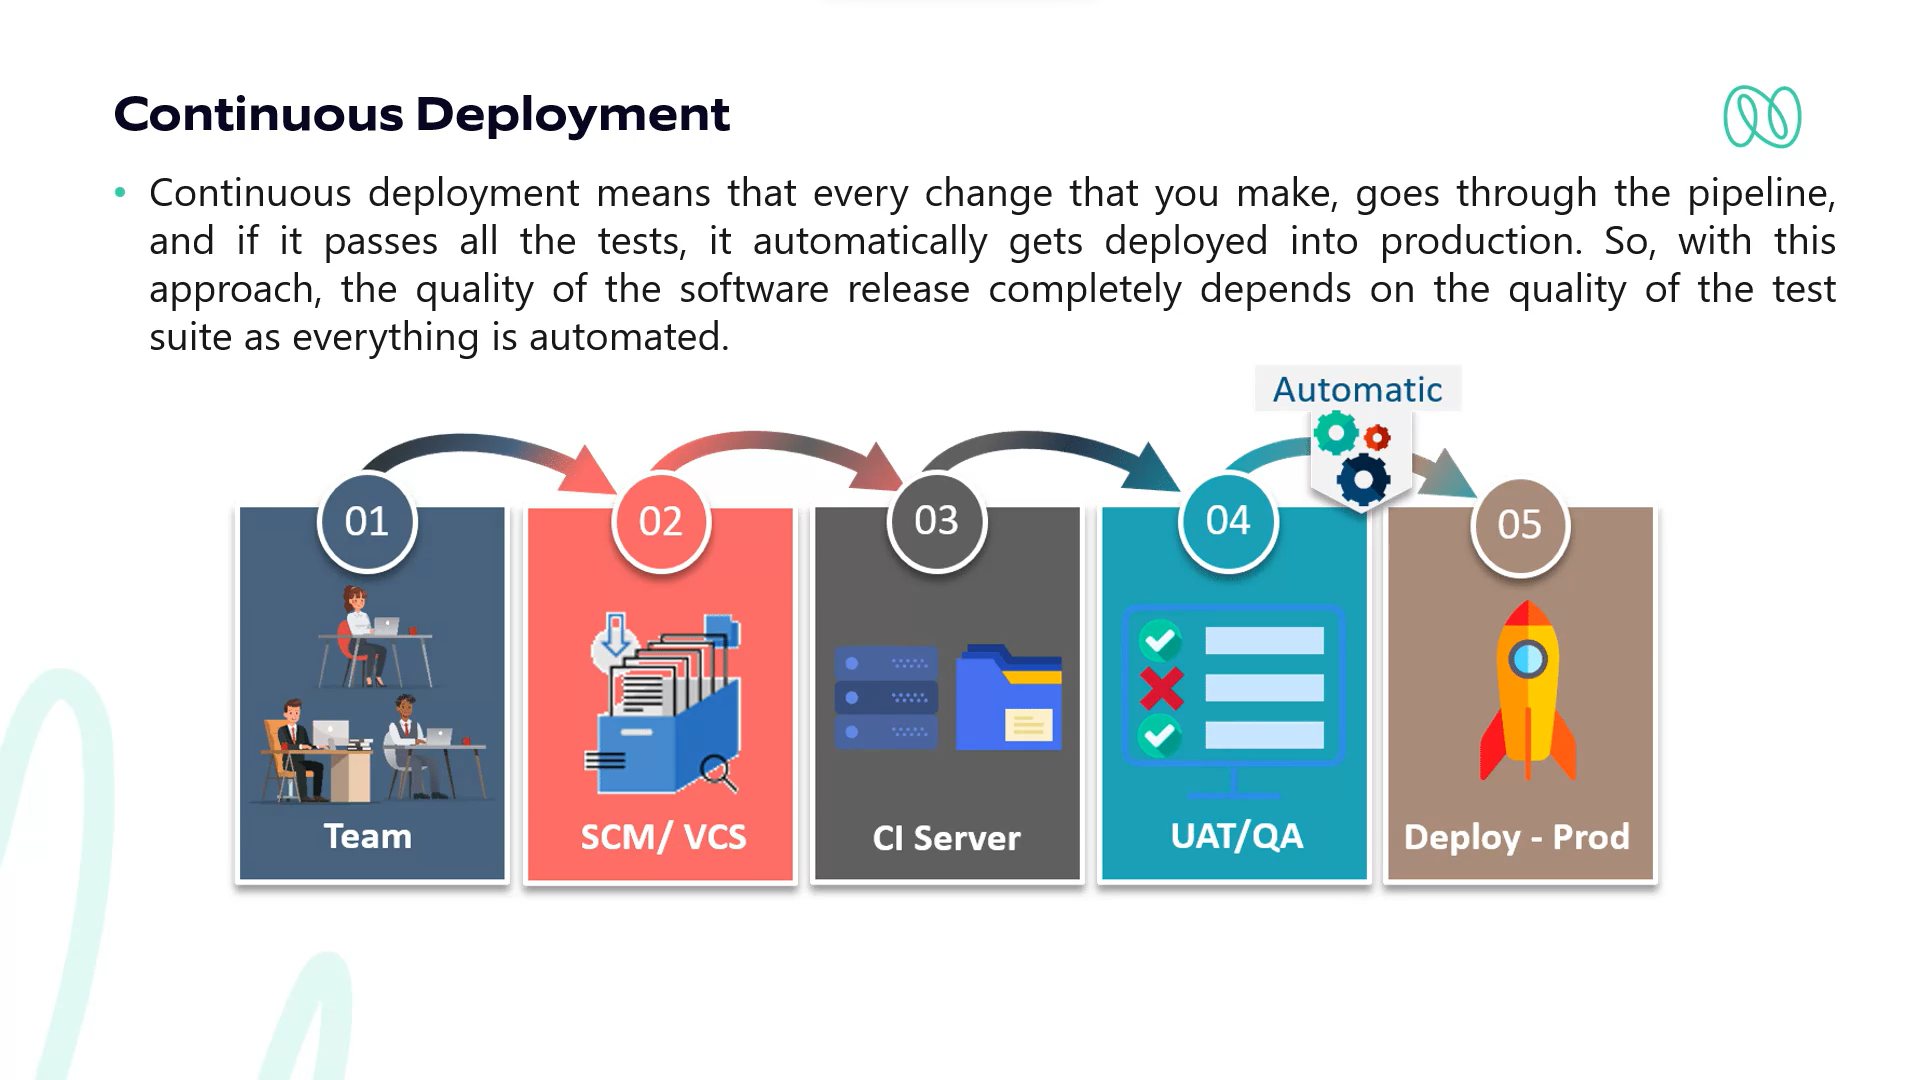 Continuous Deployment
• Continuous deployment means that every change that you make, goes through the pipeline,
and if it passes all the tests, it automatically gets deployed into production. So, with this
approach, the quality of the software release completely depends on the quality of the test
suite as everything is automated.
Automatic
01
02
03
04
05
Team
SCM/ VCS
CI Server
UAT/QA
Deploy - Prod